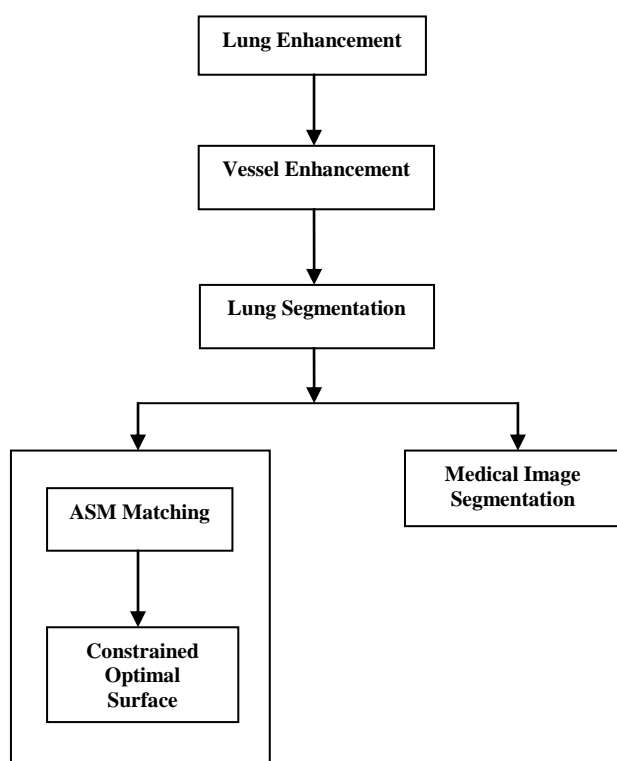 Lung Enhancement
Vessel Enhancement
Lung Segmentation
ASM Matching
Constrained
Optimal
Surface
Medical Image
Segmentation